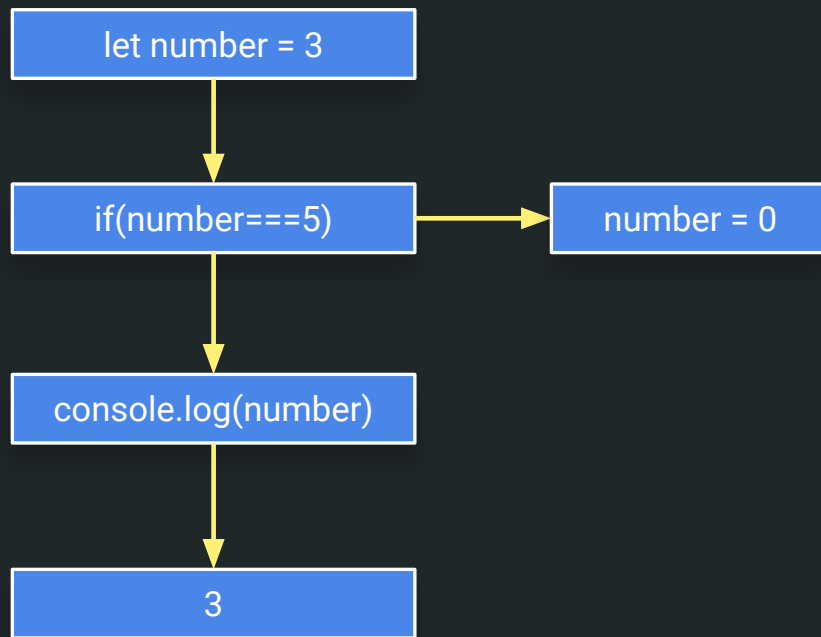 let number = 3
if(number===5)
number = 0
console.log(number)
3